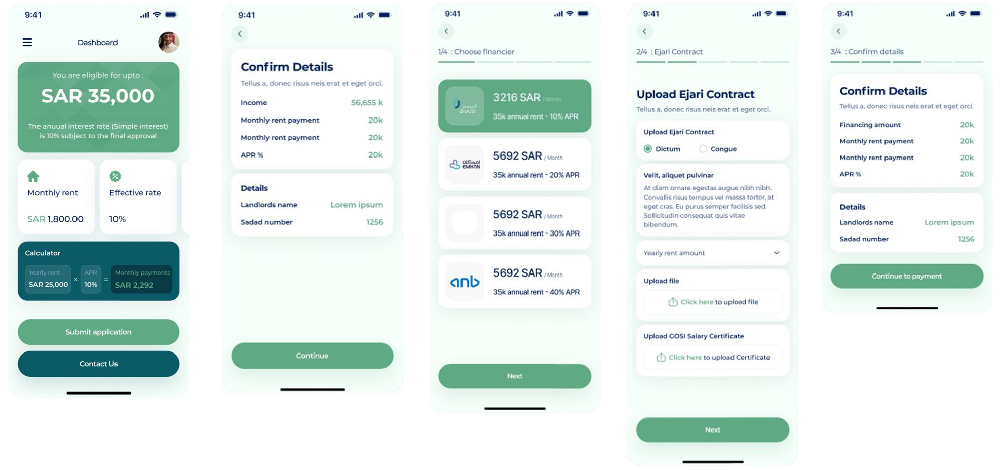 9:41
Dashboard
You are eligible for upto :
SAR 35,000
The anuual interest rate (Simple interest)
is 10% subject to the final approval
Monthly rent
SAR 1,800.00
Effective rate
10%
Calculator
Yearly rent
SAR 25,000
×
APR
10%
=
Monthly payments
SAR 2,292
Submit application
Contact Us
9:41
Confirm Details
Tellus a, donec risus neis erat et eget orci.
Income 56,655 k
Monthly rent payment 20k
Monthly rent payment 20k
APR % 20k
Details
Landlords name Lorem ipsum
Sadad number 1256
Continue
9:41
1/4 : Choose financier
اليسر
alyusr
3216 SAR / Month
35k annual rent - 10% APR
إمكان
EMKAN
5692 SAR / Month
35k annual rent - 20% APR
5692 SAR / Month
35k annual rent - 30% APR
anb
5692 SAR / Month
35k annual rent - 40% APR
Next
9:41
2/4 : Ejari Contract
Upload Ejari Contract
Tellus a, donec risus neis erat et eget orci.
Upload Ejari Contract
Dictum Congue
Velit, aliquet pulvinar
At diam ornare egestas augue nibh nibh.
Convallis risus tempus vel massa tortor, at
eget cras. Eu purus semper facilisis sed.
Sollicitudin consequat quis vitae
bibendum.
Yearly rent amount
Upload file
Click here to upload file
Upload GOSI Salary Certificate
Click here to upload Certificate
Next
9:41
3/4 : Confirm details
Confirm Details
Tellus a, donec risus neis erat et eget orci.
Financing amount 20k
Monthly rent payment 20k
Monthly rent payment 20k
APR % 20k
Details
Landlords name Lorem ipsum
Sadad number 1256
Continue to payment